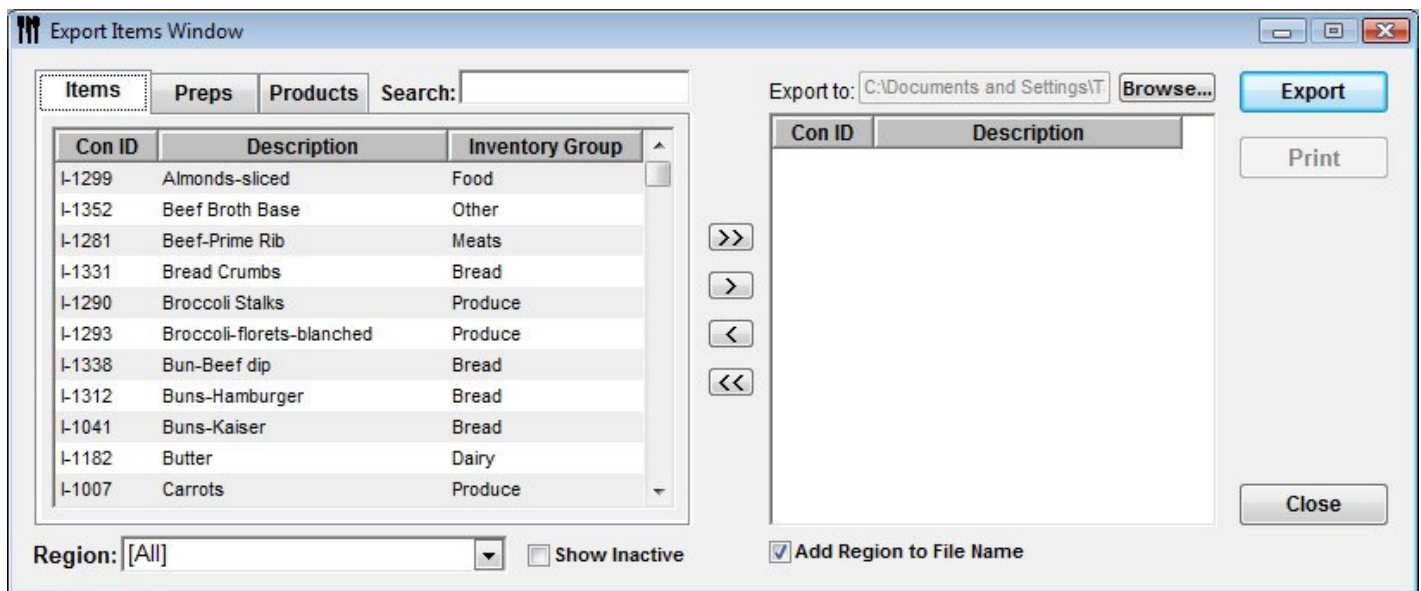 Export Items Window
Items Preps Products Search:
Export to: C:\Documents and Settings\T Browse... Export
Con ID Description Inventory Group
Con ID Description
Print
I-1299 Almonds-sliced Food
I-1352 Beef Broth Base Other
I-1281 Beef-Prime Rib Meats
I-1331 Bread Crumbs Bread
I-1290 Broccoli Stalks Produce
I-1293 Broccoli-florets-blanched Produce
I-1338 Bun-Beef dip Bread
I-1312 Buns-Hamburger Bread
I-1041 Buns-Kaiser Bread
I-1182 Butter Dairy
I-1007 Carrots Produce
>>
>
<
<<
Close
Region: [All] Show Inactive
Add Region to File Name